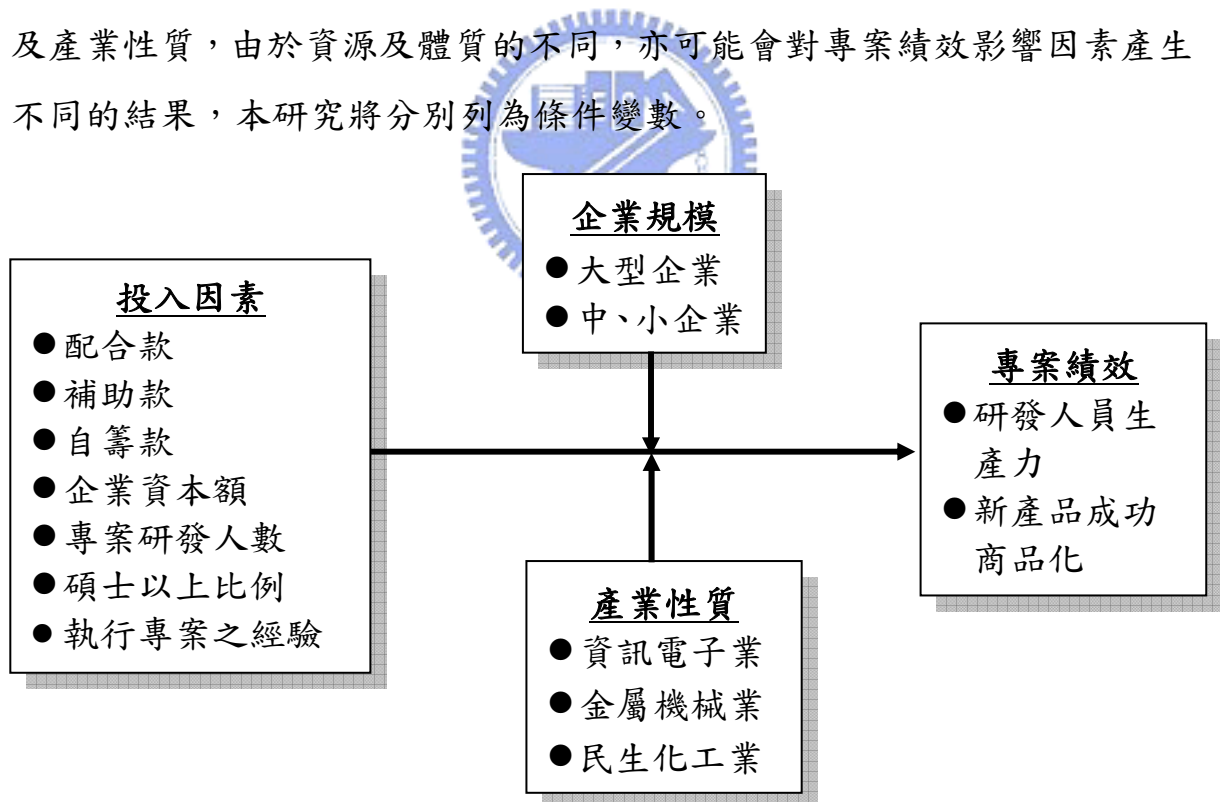 及產業性質，由於資源及體質的不同，亦可能會對專案績效影響因素產生
不同的結果，本研究將分別列為條件變數。
企業規模
●大型企業
●中、小企業
投入因素
●配合款
●補助款
●自籌款
●企業資本額
●專案研發人數
●碩士以上比例
●執行專案之經驗
專案績效
●研發人員生
產力
●新產品成功
商品化
產業性質
●資訊電子業
●金屬機械業
●民生化工業